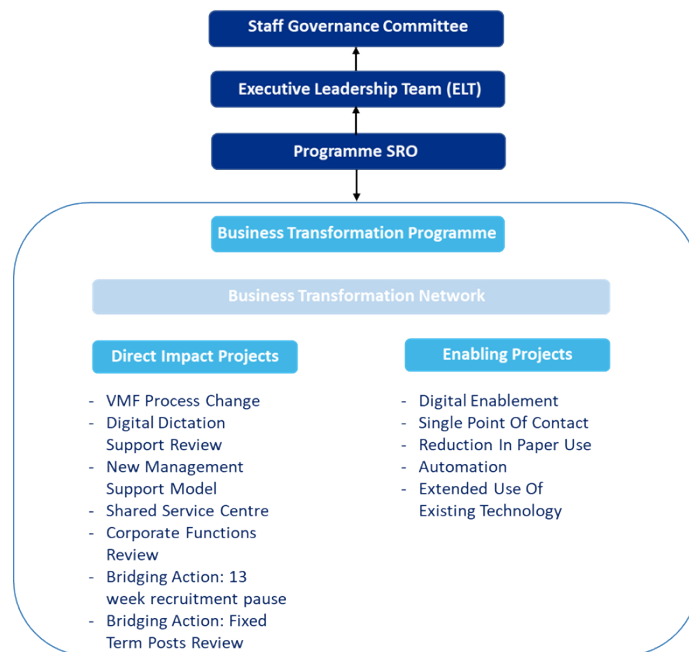 Staff Governance Committee
Executive Leadership Team (ELT)
Programme SRO
Business Transformation Programme
Business Transformation Network
Direct Impact Projects
- VMF Process Change
- Digital Dictation
Support Review
- New Management
Support Model
- Shared Service Centre
- Corporate Functions
Review
- Bridging Action: 13
week recruitment pause
- Bridging Action: Fixed
Term Posts Review
Enabling Projects
- Digital Enablement
- Single Point Of Contact
- Reduction In Paper Use
- Automation
- Extended Use Of
Existing Technology